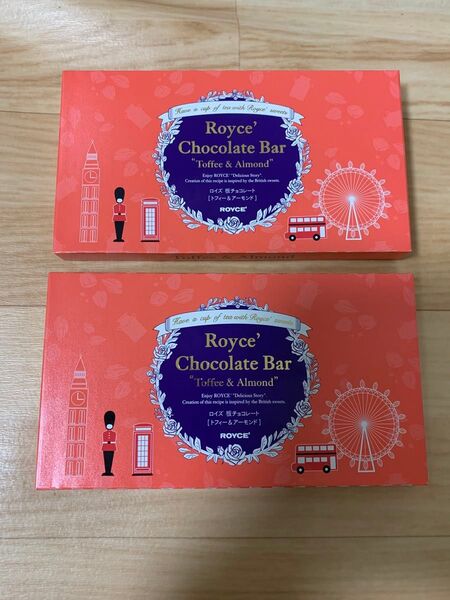 Have a cup of tea with Royce' sweets
Royce'
Chocolate Bar
"Toffee & Almond"
Enjoy ROYCE' "Delicious Story".
Creation of this recipe is inspired by the British sweets.
ロイズ 板チョコレート
[トフィー&アーモンド]
ROYCE'
Toffee & Almond
Have a cup of tea with Royce' sweets
Royce'
Chocolate Bar
"Toffee & Almond"
Enjoy ROYCE' "Delicious Story".
Creation of this recipe is inspired by the British sweets.
ロイズ 板チョコレート
[トフィー&アーモンド]
ROYCE'